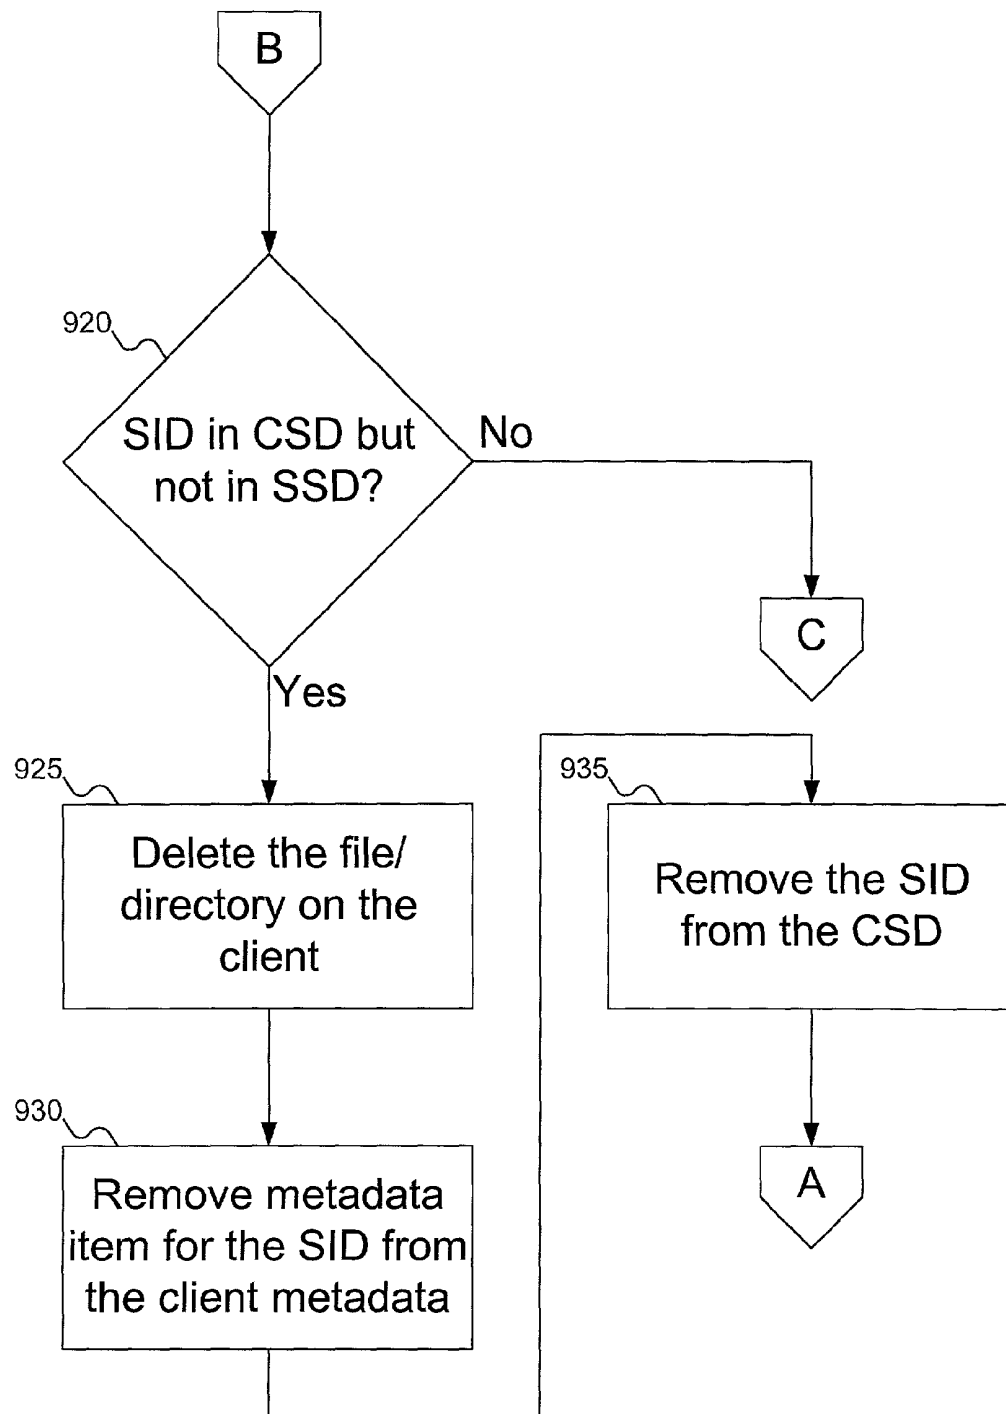 B
920
SID in CSD but
not in SSD?
No
C
Yes
925
Delete the file/
directory on the
client
930
Remove metadata
item for the SID from
the client metadata
935
Remove the SID
from the CSD
A